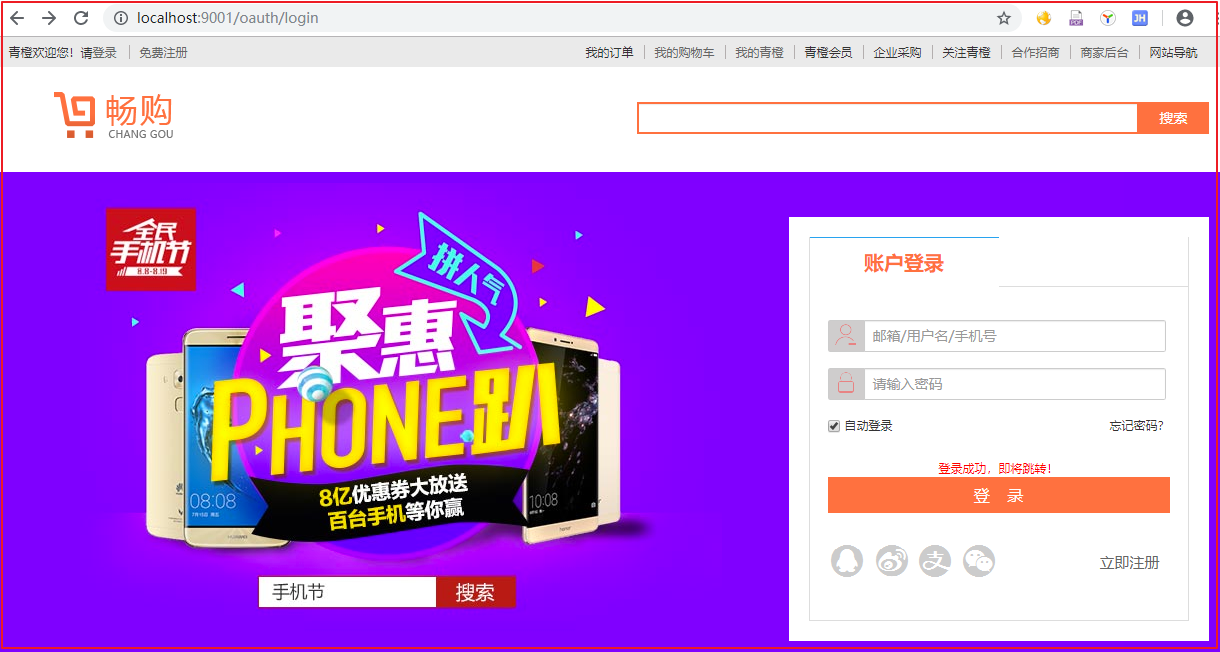 localhost:9001/oauth/login
PDF
JH
青橙欢迎您！请登录 免费注册 我的订单 我的购物车 我的青橙 青橙会员 企业采购 关注青橙 合作招商 商家后台 网站导航
畅购
CHANG GOU
搜索
全民
手机节
8.8-8.19
拼人气
聚惠
PHONE趴
08:08
10:08
8亿优惠券大放送
百台手机等你赢
手机节 搜索
账户登录
邮箱/用户名/手机号
请输入密码
自动登录 忘记密码?
登录成功，即将跳转!
登 录
立即注册